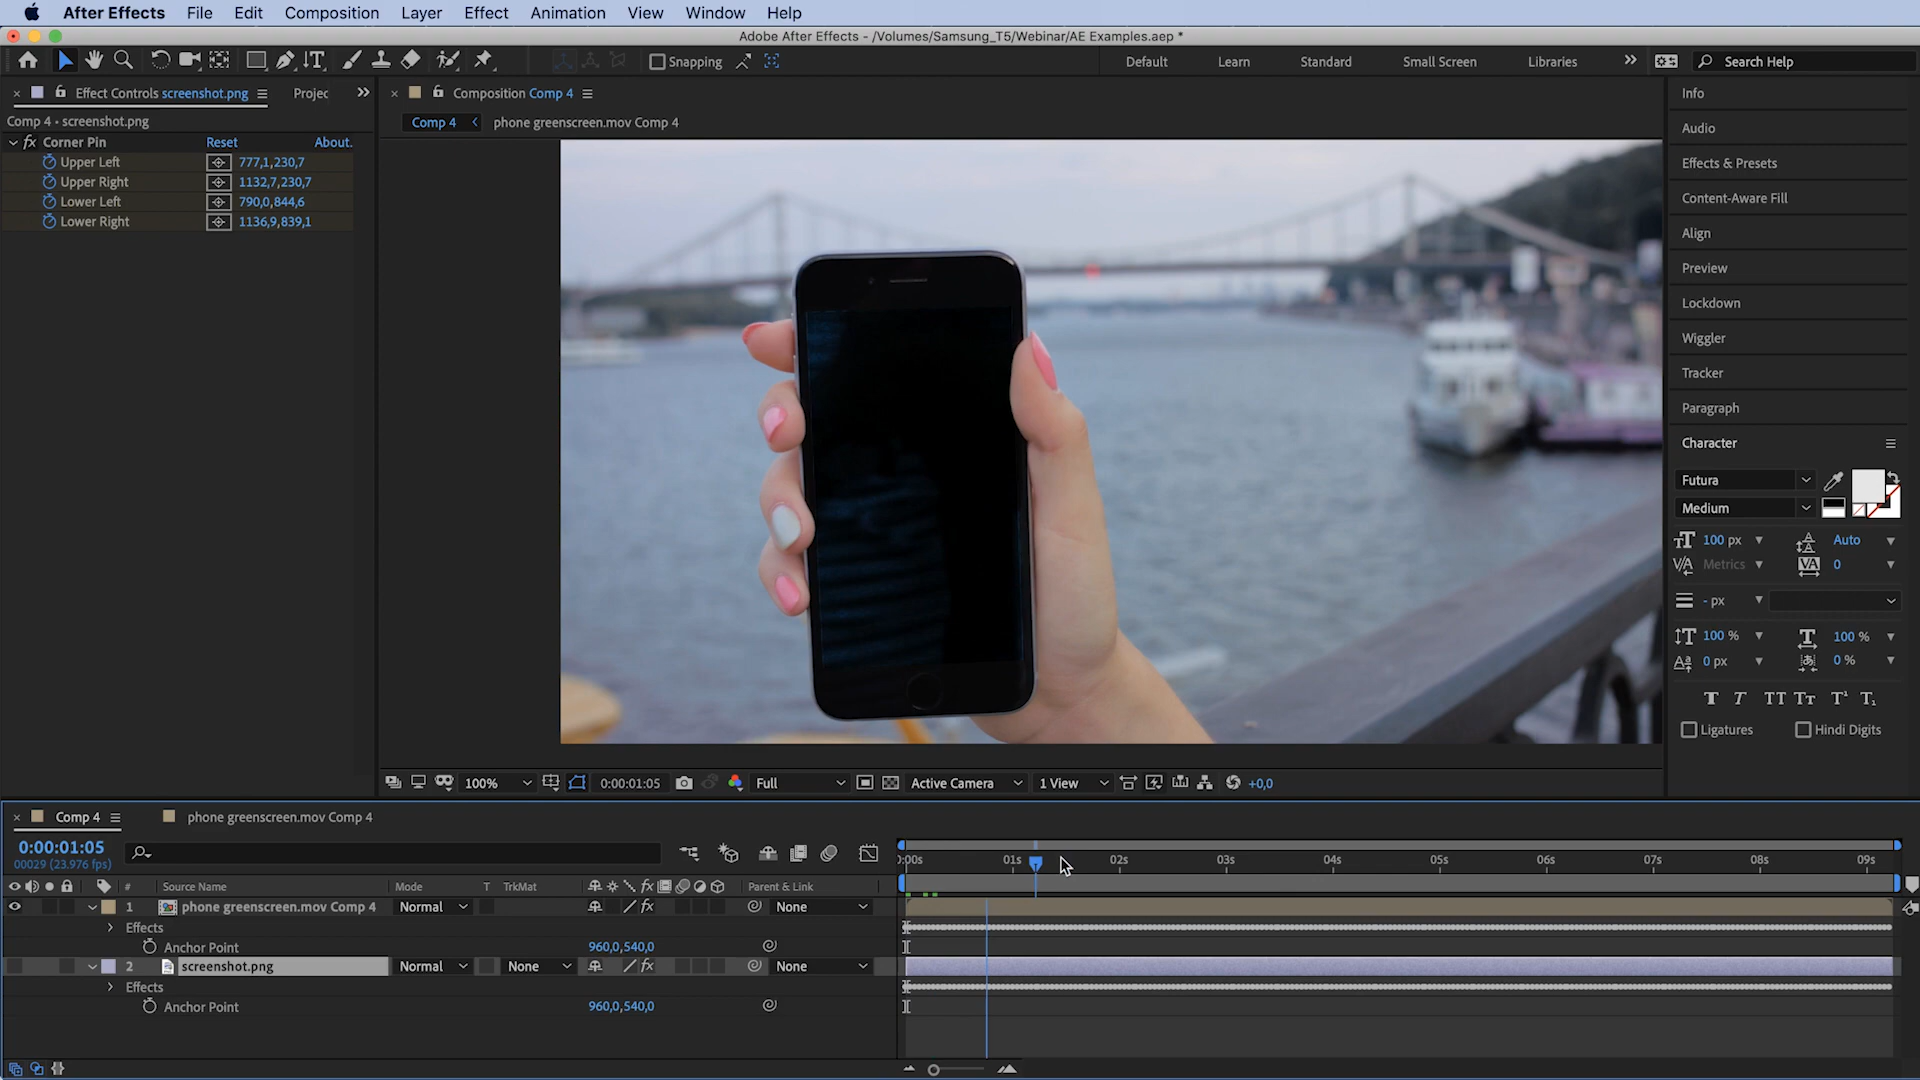 After Effects File Edit Composition Layer Effect Animation View Window Help
Adobe After Effects - /Volumes/Samsung_T5/Webinar/AE Examples.aep *
Snapping Default Learn Standard Small Screen Libraries Search Help
Effect Controls screenshot.png Projec
Composition Comp 4
Comp 4 • screenshot.png
Comp 4 phone greenscreen.mov Comp 4
fx Corner Pin Reset About.
Upper Left 777,1,230,7
Upper Right 1132,7,230,7
Lower Left 790,0,844,6
Lower Right 1136,9,839,1
Info
Audio
Effects & Presets
Content-Aware Fill
Align
Preview
Lockdown
Wiggler
Tracker
Paragraph
Character
Futura
Medium
100 px Auto
Metrics 0
- px
100 % 100 %
0 px 0 %
Ligatures Hindi Digits
100% 0:00:01:05 Full Active Camera 1 View +0,0
Comp 4 phone greenscreen.mov Comp 4
0:00:01:05
00029 (23.976 fps)
:00s 01s 02s 03s 04s 05s 06s 07s 08s 09s
# Source Name Mode T TrkMat fx Parent & Link
1 phone greenscreen.mov Comp 4 Normal fx None
Effects
Anchor Point 960,0,540,0
2 screenshot.png Normal None fx None
Effects
Anchor Point 960,0,540,0